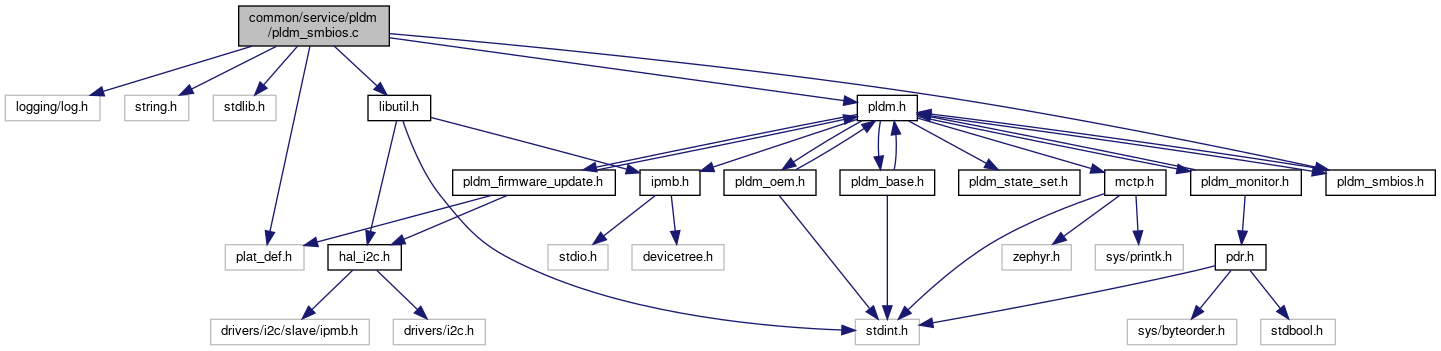 common/service/pldm
/pldm_smbios.c
logging/log.h
string.h
stdlib.h
libutil.h
pldm.h
pldm_firmware_update.h
ipmb.h
pldm_oem.h
pldm_base.h
pldm_state_set.h
mctp.h
pldm_monitor.h
pldm_smbios.h
plat_def.h
hal_i2c.h
stdio.h
devicetree.h
zephyr.h
sys/printk.h
pdr.h
drivers/i2c/slave/ipmb.h
drivers/i2c.h
stdint.h
sys/byteorder.h
stdbool.h